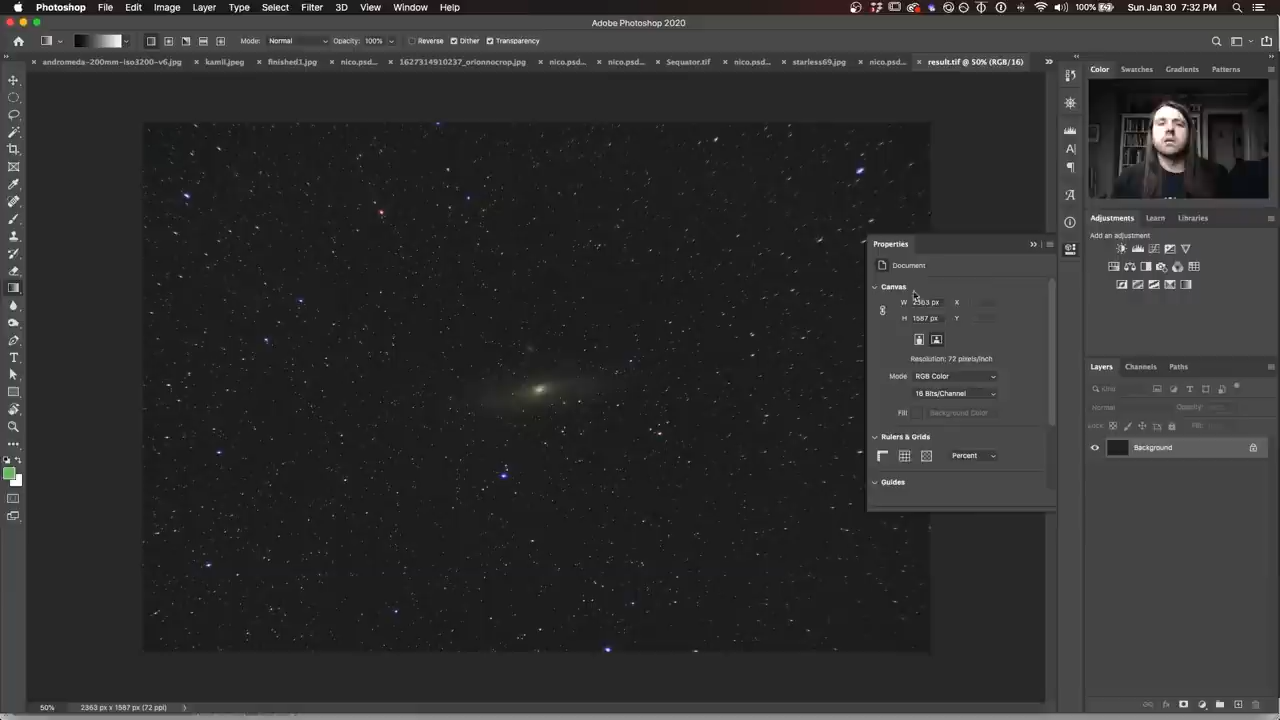 Photoshop File Edit Image Layer Type Select Filter 3D View Window Help 100% Sun Jan 30 7:32 PM
Adobe Photoshop 2020
Mode: Normal Opacity: 100% Reverse Dither Transparency
andromeda-200mm-iso3200-v6.jpg kamil.jpeg finished1.jpg nico.psd... 1627314910237_orionnocrop.jpg nico.psd... nico.psd... Sequator.tif nico.psd... starless69.jpg nico.psd... result.tif @ 50% (RGB/16)
Color Swatches Gradients Patterns
Adjustments Learn Libraries
Add an adjustment
Properties
Document
Canvas
W 2363 px X
H 1587 px Y
Resolution: 72 pixels/inch
Mode RGB Color
16 Bits/Channel
Fill Background Color
Rulers & Grids
Percent
Guides
Layers Channels Paths
Kind
Normal Opacity:
Lock: Fill:
Background
50% 2363 px x 1587 px (72 ppi)